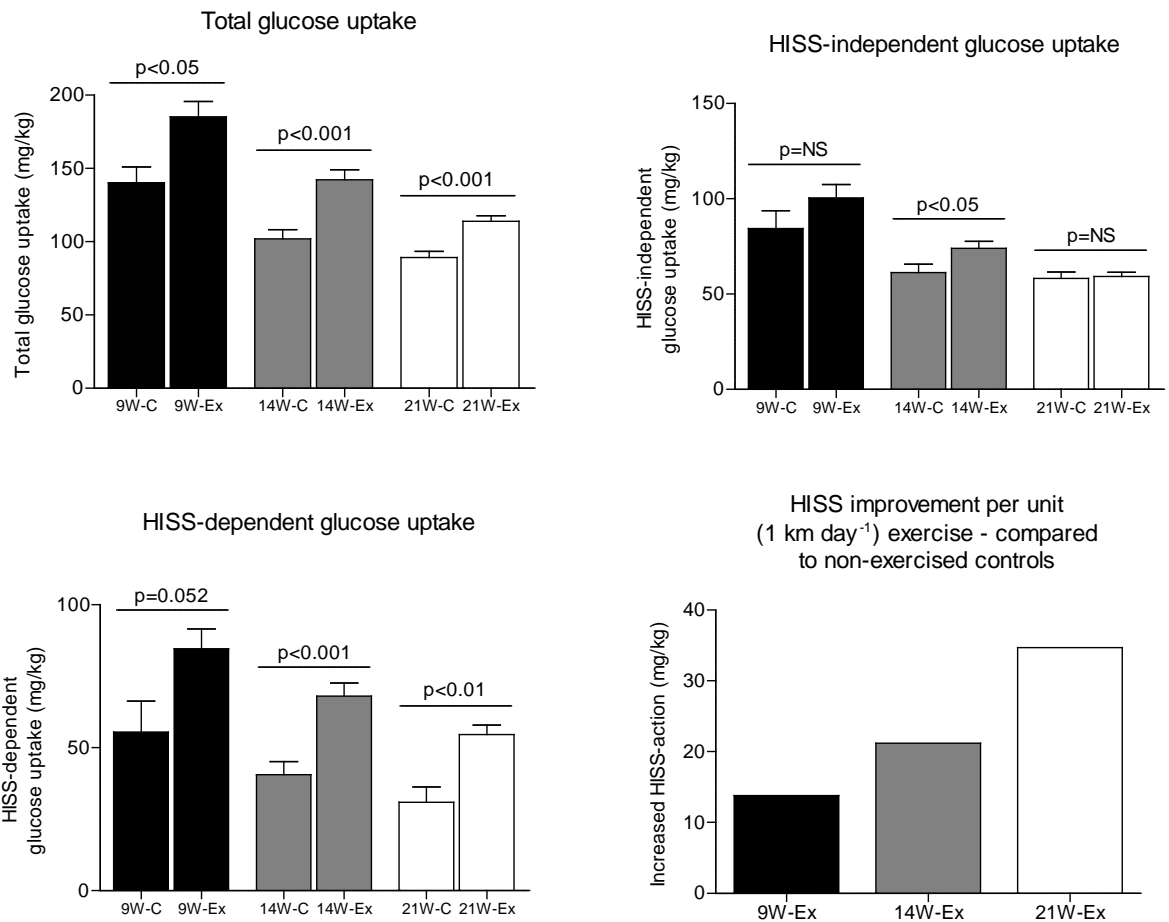 Total glucose uptake
p<0.05
p<0.001
p<0.001
Total glucose uptake (mg/kg)
200
150
100
50
0
9W-C 9W-Ex 14W-C 14W-Ex 21W-C 21W-Ex
HISS-independent glucose uptake
p=NS
p<0.05
p=NS
HISS-independent
glucose uptake (mg/kg)
150
100
50
0
9W-C 9W-Ex 14W-C 14W-Ex 21W-C 21W-Ex
HISS-dependent glucose uptake
p=0.052
p<0.001
p<0.01
HISS-dependent
glucose uptake (mg/kg)
100
50
0
9W-C 9W-Ex 14W-C 14W-Ex 21W-C 21W-Ex
HISS improvement per unit
(1 km day⁻¹) exercise - compared
to non-exercised controls
Increased HISS-action (mg/kg)
40
30
20
10
0
9W-Ex 14W-Ex 21W-Ex